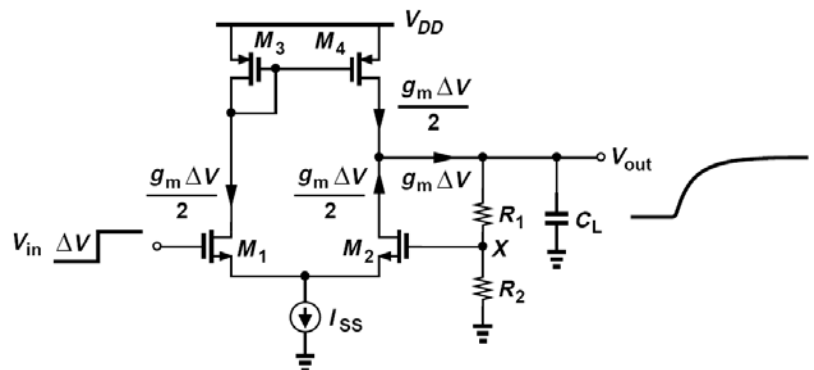 V_DD
M_3 M_4
g_m ΔV / 2
g_m ΔV / 2
g_m ΔV / 2
g_m ΔV
V_out
V_in ΔV
M_1
M_2
X
R_1
C_L
R_2
I_SS